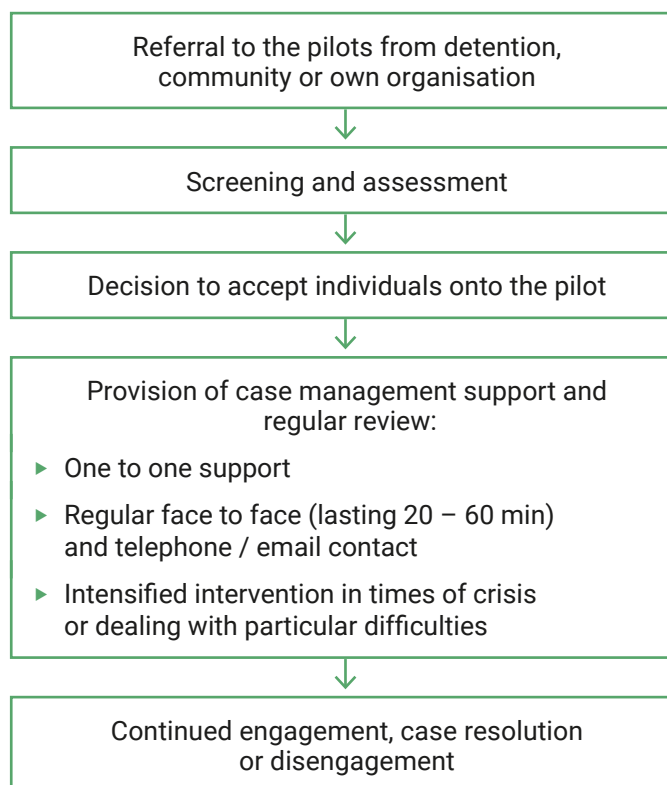 Referral to the pilots from detention,
community or own organisation
Screening and assessment
Decision to accept individuals onto the pilot
Provision of case management support and
regular review:
One to one support
Regular face to face (lasting 20 – 60 min)
and telephone / email contact
Intensified intervention in times of crisis
or dealing with particular difficulties
Continued engagement, case resolution
or disengagement